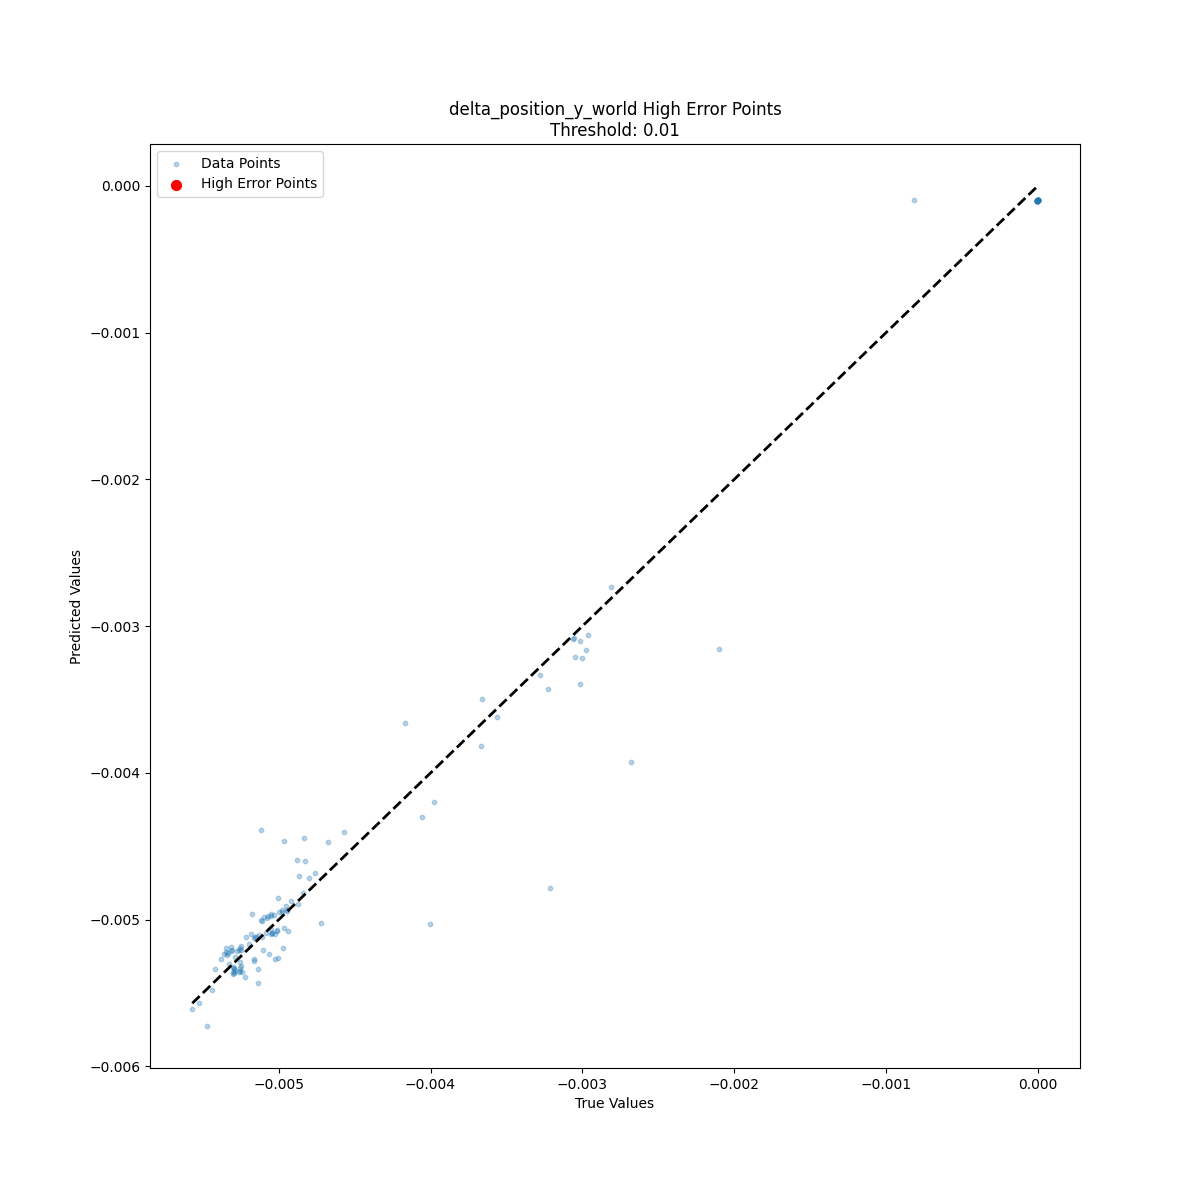 delta_position_y_world High Error Points
Threshold: 0.01
Data Points
High Error Points
0.000
−0.001
−0.002
−0.003
−0.004
−0.005
−0.006
Predicted Values
−0.005 −0.004 −0.003 −0.002 −0.001 0.000
True Values